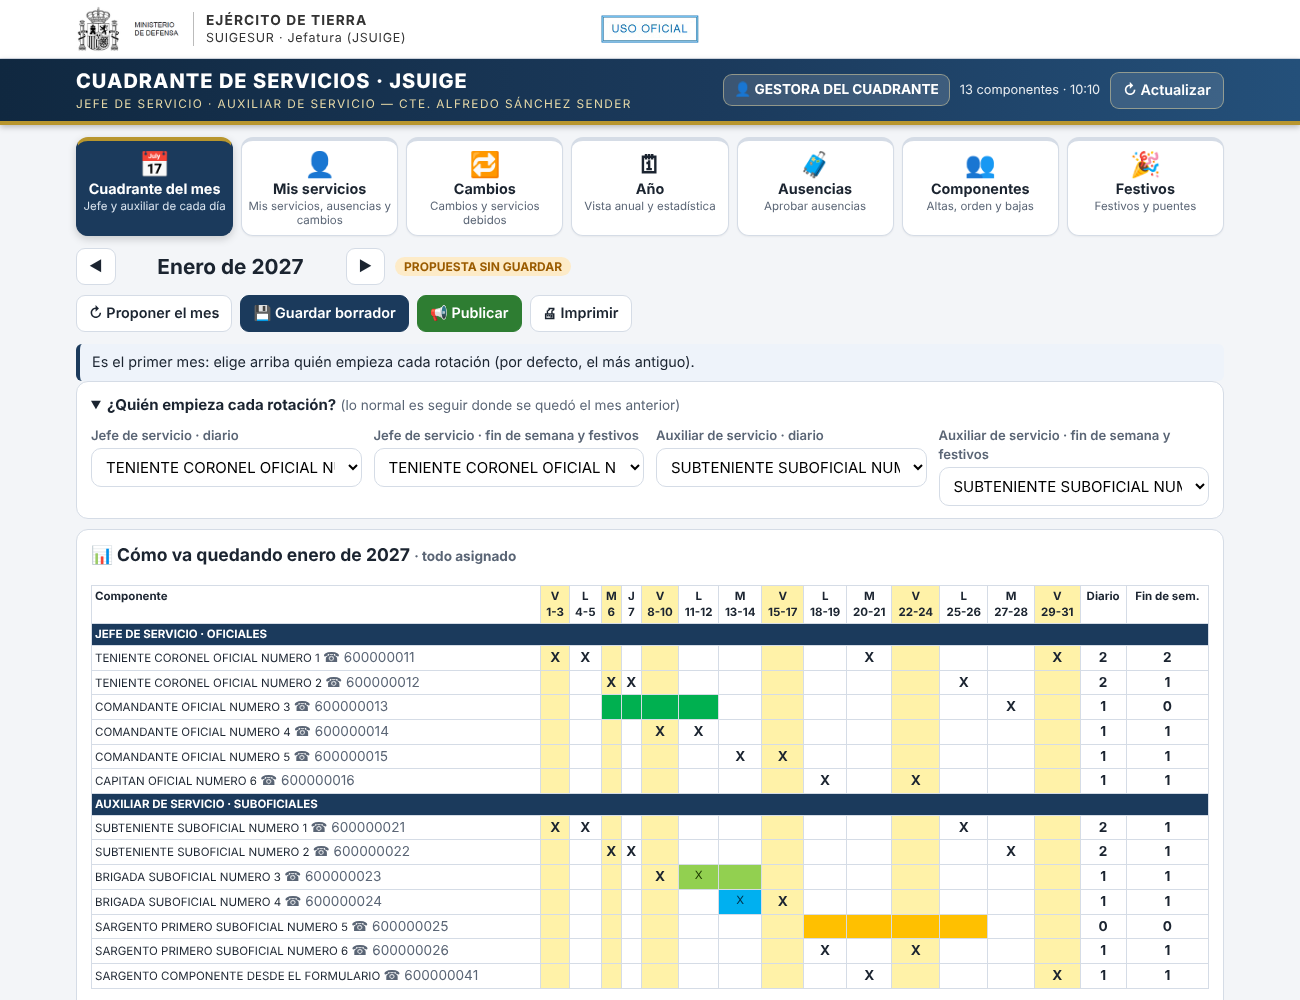 MINISTERIO
DE DEFENSA
EJÉRCITO DE TIERRA
SUIGESUR · Jefatura (JSUIGE)
USO OFICIAL
CUADRANTE DE SERVICIOS · JSUIGE
JEFE DE SERVICIO · AUXILIAR DE SERVICIO — CTE. ALFREDO SÁNCHEZ SENDER
👤 GESTORA DEL CUADRANTE
13 componentes · 10:10
↻ Actualizar
July
17
Cuadrante del mes
Jefe y auxiliar de cada día
Mis servicios
Mis servicios, ausencias y
cambios
Cambios
Cambios y servicios
debidos
Año
Vista anual y estadística
Ausencias
Aprobar ausencias
Componentes
Altas, orden y bajas
Festivos
Festivos y puentes
◀ Enero de 2027 ▶ PROPUESTA SIN GUARDAR
↻ Proponer el mes
💾 Guardar borrador
📢 Publicar
🖨 Imprimir
Es el primer mes: elige arriba quién empieza cada rotación (por defecto, el más antiguo).
▼ ¿Quién empieza cada rotación? (lo normal es seguir donde se quedó el mes anterior)
Jefe de servicio · diario
TENIENTE CORONEL OFICIAL N
Jefe de servicio · fin de semana y festivos
TENIENTE CORONEL OFICIAL N
Auxiliar de servicio · diario
SUBTENIENTE SUBOFICIAL NUM
Auxiliar de servicio · fin de semana y
festivos
SUBTENIENTE SUBOFICIAL NUM
📊 Cómo va quedando enero de 2027 · todo asignado
Componente V L M J V L M V L M V L M V Diario Fin de sem.
1-3 4-5 6 7 8-10 11-12 13-14 15-17 18-19 20-21 22-24 25-26 27-28 29-31
JEFE DE SERVICIO · OFICIALES
TENIENTE CORONEL OFICIAL NUMERO 1 ☎ 600000011 X X X X 2 2
TENIENTE CORONEL OFICIAL NUMERO 2 ☎ 600000012 X X X 2 1
COMANDANTE OFICIAL NUMERO 3 ☎ 600000013 X 1 0
COMANDANTE OFICIAL NUMERO 4 ☎ 600000014 X X 1 1
COMANDANTE OFICIAL NUMERO 5 ☎ 600000015 X X 1 1
CAPITAN OFICIAL NUMERO 6 ☎ 600000016 X X 1 1
AUXILIAR DE SERVICIO · SUBOFICIALES
SUBTENIENTE SUBOFICIAL NUMERO 1 ☎ 600000021 X X X 2 1
SUBTENIENTE SUBOFICIAL NUMERO 2 ☎ 600000022 X X X 2 1
BRIGADA SUBOFICIAL NUMERO 3 ☎ 600000023 X X 1 1
BRIGADA SUBOFICIAL NUMERO 4 ☎ 600000024 X X 1 1
SARGENTO PRIMERO SUBOFICIAL NUMERO 5 ☎ 600000025 0 0
SARGENTO PRIMERO SUBOFICIAL NUMERO 6 ☎ 600000026 X X 1 1
SARGENTO COMPONENTE DESDE EL FORMULARIO ☎ 600000041 X X 1 1